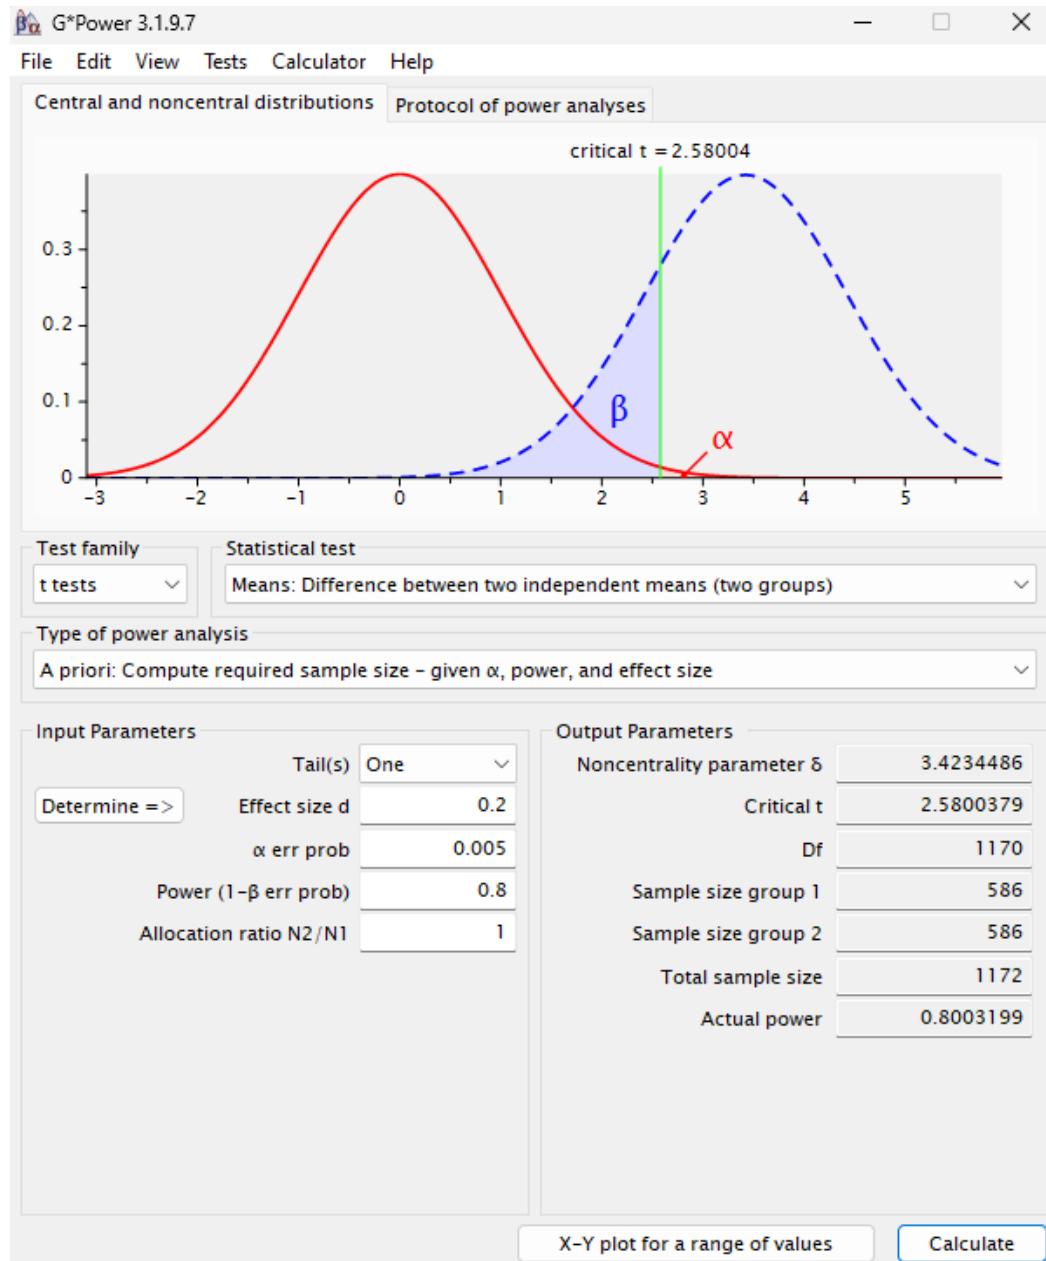 G*Power 3.1.9.7
File Edit View Tests Calculator Help
Central and noncentral distributions Protocol of power analyses
critical t = 2.58004
0.3
0.2
0.1
0
β
α
-3 -2 -1 0 1 2 3 4 5
Test family Statistical test
t tests Means: Difference between two independent means (two groups)
Type of power analysis
A priori: Compute required sample size – given α, power, and effect size
Input Parameters
Tail(s) One
Determine => Effect size d 0.2
α err prob 0.005
Power (1-β err prob) 0.8
Allocation ratio N2/N1 1
Output Parameters
Noncentrality parameter δ 3.4234486
Critical t 2.5800379
Df 1170
Sample size group 1 586
Sample size group 2 586
Total sample size 1172
Actual power 0.8003199
X-Y plot for a range of values Calculate